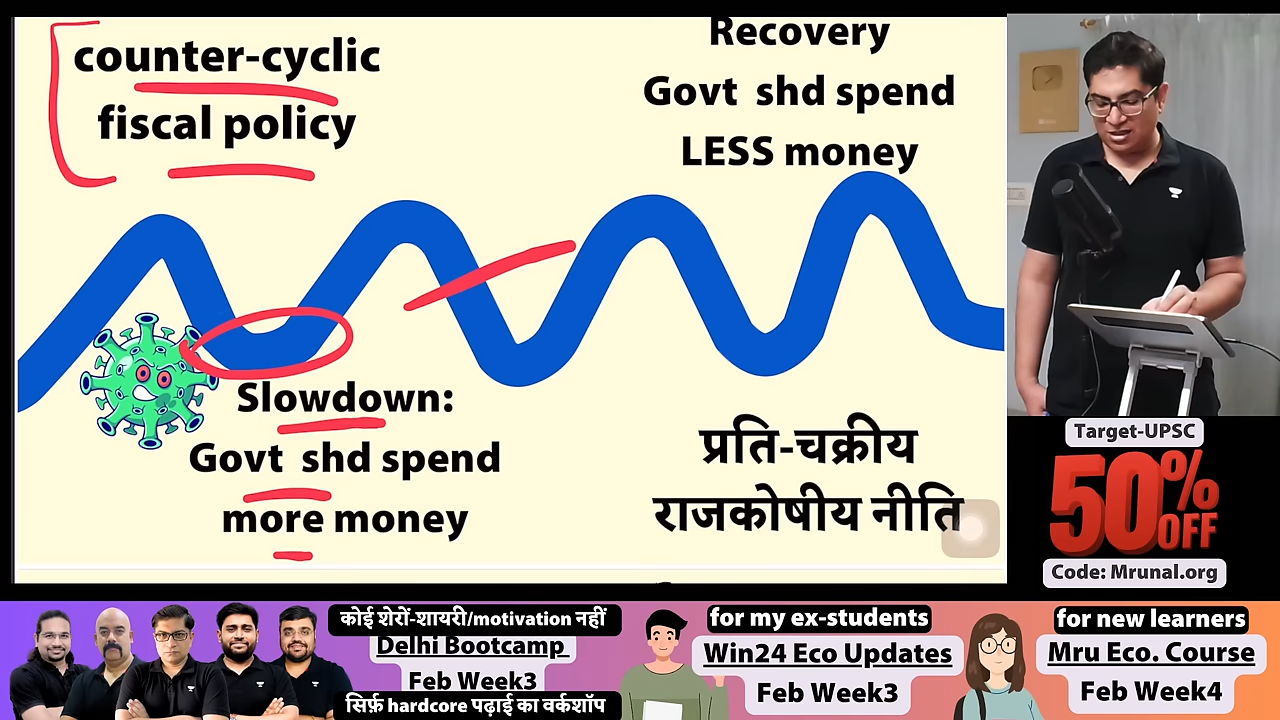 counter-cyclic
fiscal policy
Recovery
Govt shd spend
LESS money
Slowdown:
Govt shd spend
more money
प्रति-चक्रीय
राजकोषीय नीति
Target-UPSC
50% OFF
Code: Mrunal.org
कोई शेरों-शायरी/motivation नहीं
Delhi Bootcamp
Feb Week3
सिर्फ़ hardcore पढ़ाई का वर्कशॉप
for my ex-students
Win24 Eco Updates
Feb Week3
for new learners
Mru Eco. Course
Feb Week4